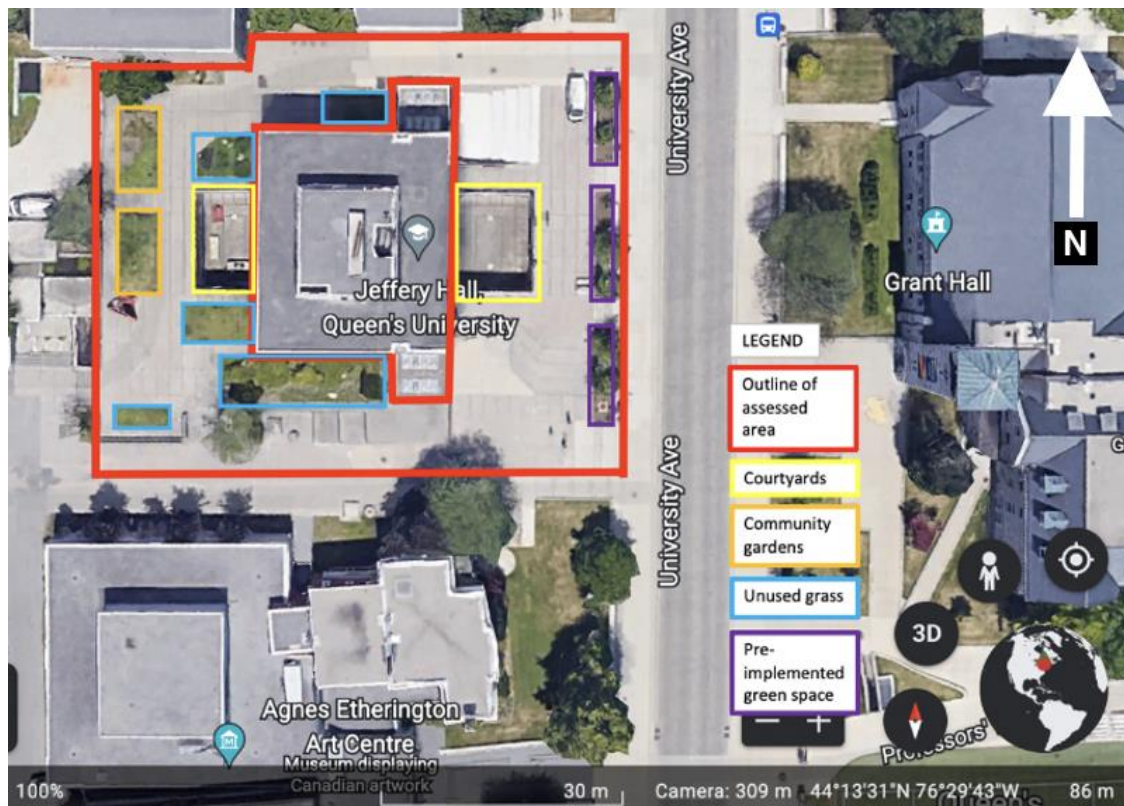 University Ave
N
Jeffery Hall,
Queen's University
Grant Hall
LEGEND
Outline of
assessed
area
Courtyards
Community
gardens
Unused grass
Pre-
implemented
green space
University Ave
3D
Agnes Etherington
Art Centre
Museum displaying
Canadian artwork
Professors'
Queen's
100%
30 m
Camera: 309 m
44°13'31"N 76°29'43"W
86 m